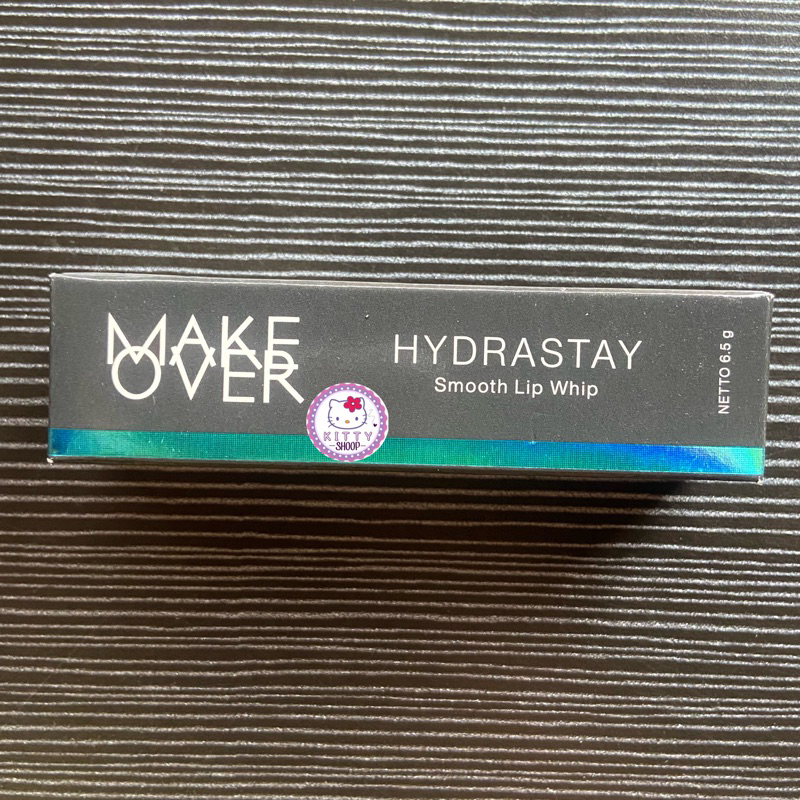 MAKE
OVER
HYDRASTAY
Smooth Lip Whip
NETTO 6.5 g
KITTY
SHOOP